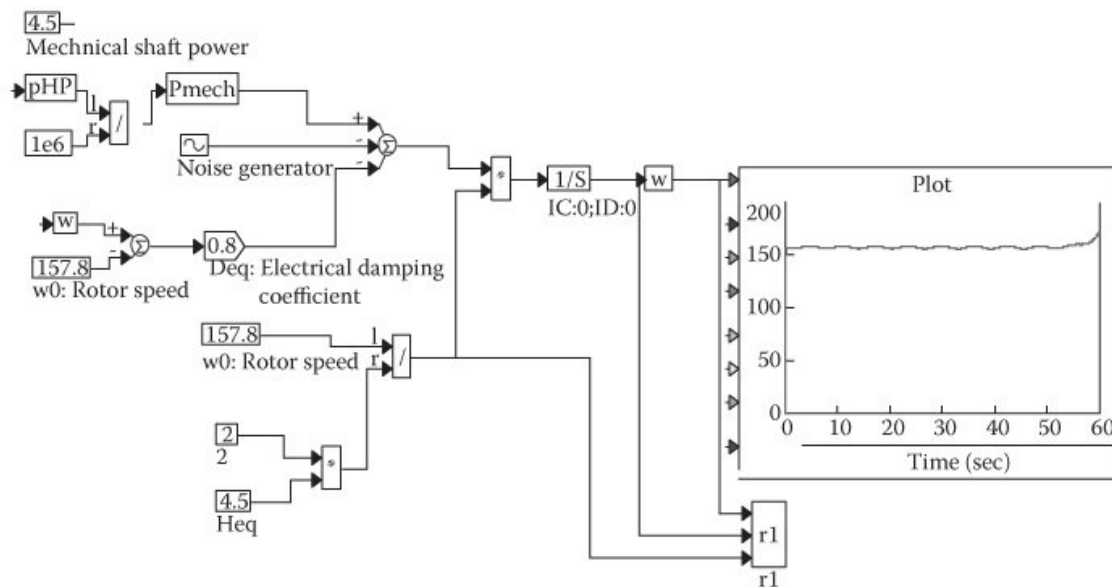 4.5
Mechnical shaft power
pHP
l
r
/
1e6
Pmech
+
-
-
Σ
Noise generator
*
1/S
IC:0;ID:0
w
Plot
200
150
100
50
0
0 10 20 30 40 50 60
Time (sec)
w
+
-
Σ
157.8
w0: Rotor speed
0.8
Deq: Electrical damping
coefficient
157.8
w0: Rotor speed
l
r
/
2
2
*
4.5
Heq
r1
r1